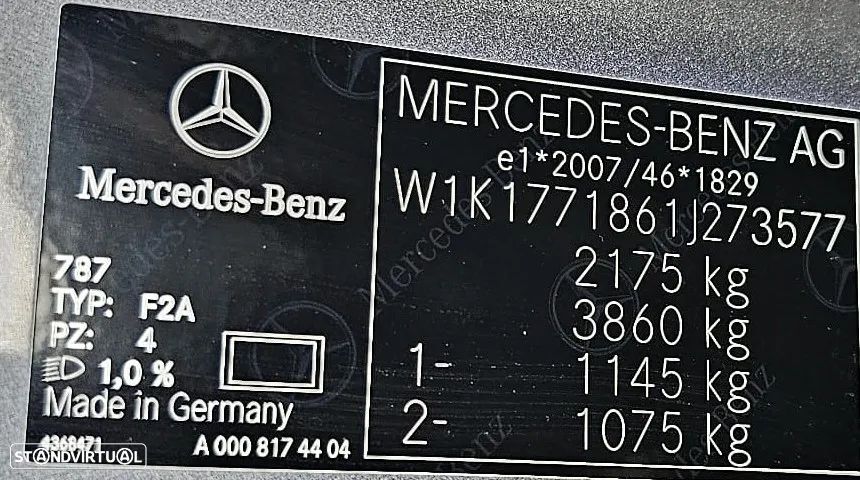 Mercedes-Benz
787
TYP: F2A
PZ: 4
1,0 %
Made in Germany
4368471
A 000 817 44 04
MERCEDES-BENZ AG
e1*2007/46*1829
W1K1771861J273577
2175 kg
3860 kg
1- 1145 kg
2- 1075 kg
STANDVIRTUAL